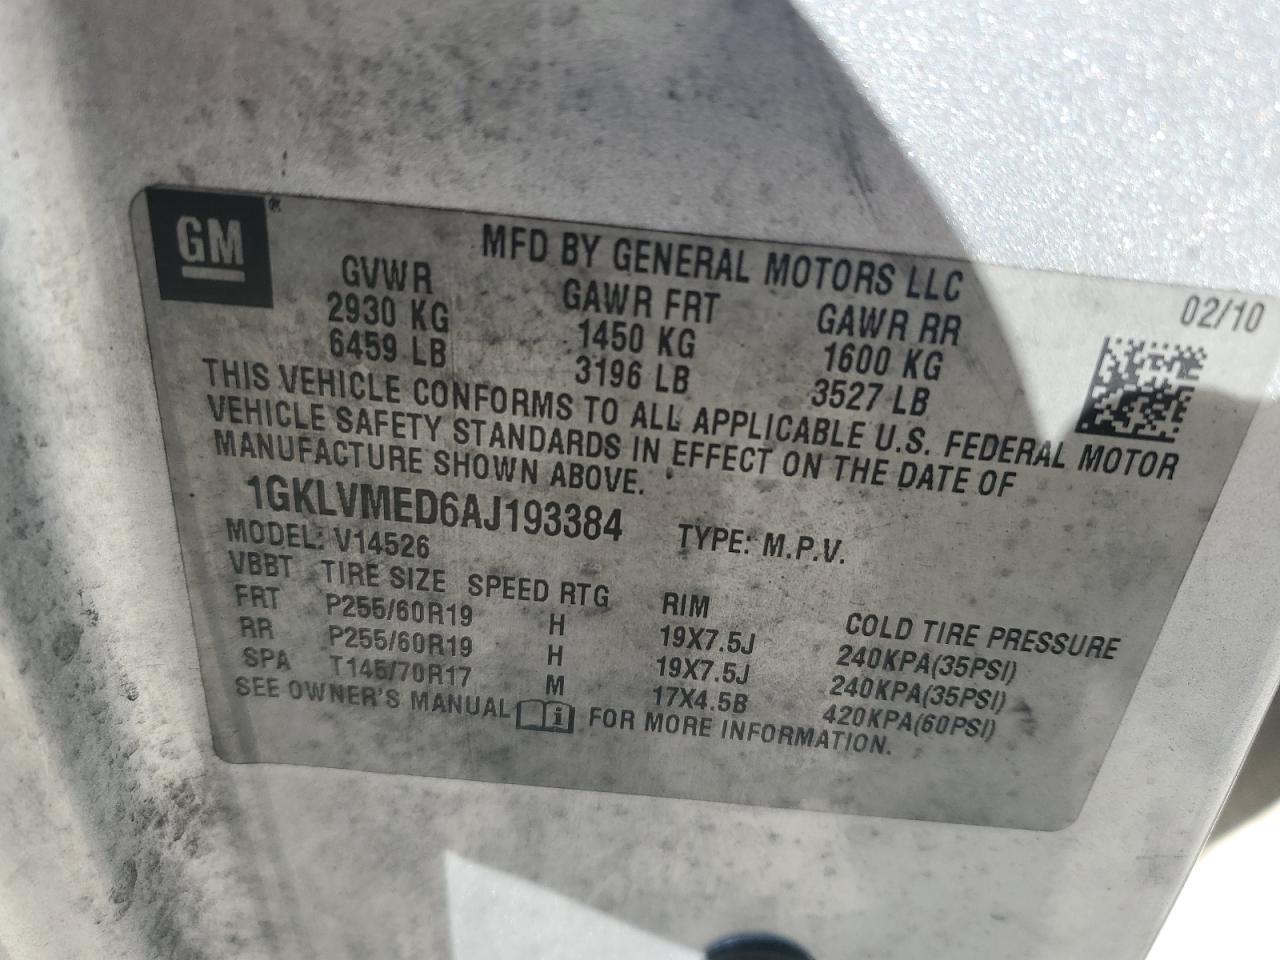 GM®
MFD BY GENERAL MOTORS LLC
02/10
GVWR GAWR FRT GAWR RR
2930 KG 1450 KG 1600 KG
6459 LB 3196 LB 3527 LB
THIS VEHICLE CONFORMS TO ALL APPLICABLE U.S. FEDERAL MOTOR
VEHICLE SAFETY STANDARDS IN EFFECT ON THE DATE OF
MANUFACTURE SHOWN ABOVE.
1GKLVMED6AJ193384 TYPE: M.P.V.
MODEL: V14526
VBBT TIRE SIZE SPEED RTG RIM COLD TIRE PRESSURE
FRT P255/60R19 H 19X7.5J 240KPA(35PSI)
RR P255/60R19 H 19X7.5J 240KPA(35PSI)
SPA T145/70R17 M 17X4.5B 420KPA(60PSI)
SEE OWNER'S MANUAL i FOR MORE INFORMATION.